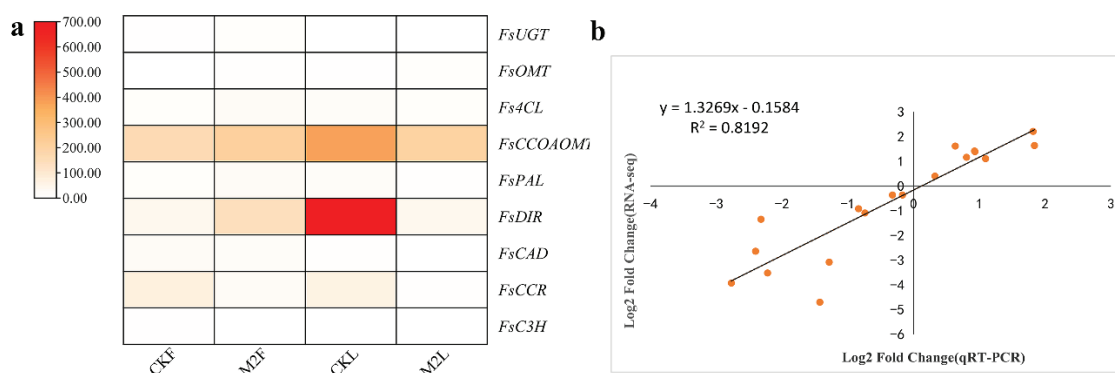 a
700.00
600.00
500.00
400.00
300.00
200.00
100.00
0.00
FsUGT
FsOMT
Fs4CL
FsCCOAOMT
FsPAL
FsDIR
FsCAD
FsCCR
FsC3H
CKF
M2F
CKL
M2L
b
y = 1.3269x - 0.1584
R² = 0.8192
3
2
1
0
−1
−2
−3
−4
−5
−6
−4
−3
−2
−1
0
1
2
3
Log2 Fold Change(RNA-seq)
Log2 Fold Change(qRT-PCR)